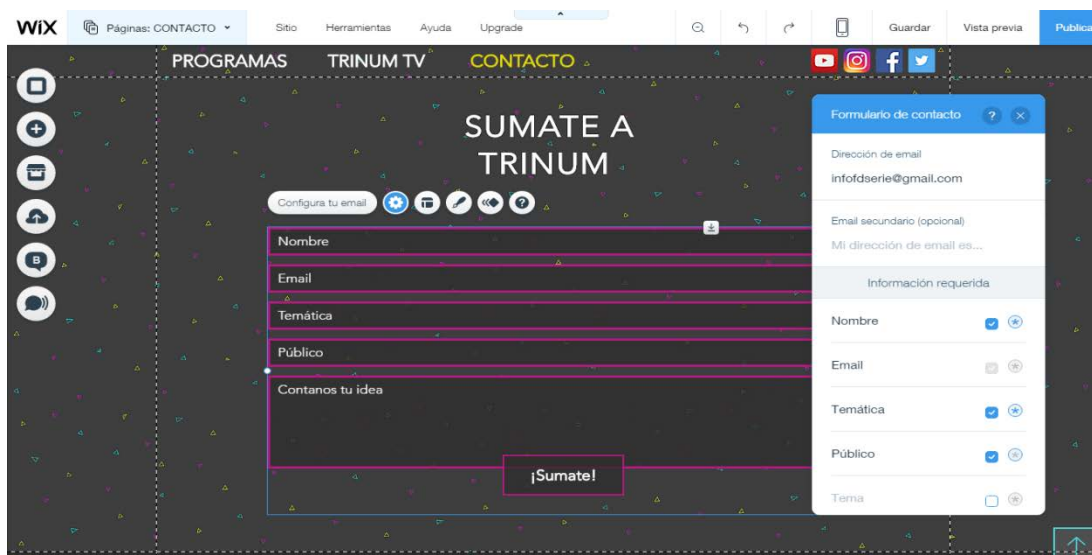 WiX Páginas: CONTACTO Sitio Herramientas Ayuda Upgrade Guardar Vista previa Publica
PROGRAMAS TRINUM TV CONTACTO
SUMATE A
TRINUM
Configura tu email
Nombre
Email
Temática
Público
Contanos tu idea
¡Sumate!
Formulario de contacto
Dirección de email
infofdserie@gmail.com
Email secundario (opcional)
Mi dirección de email es...
Información requerida
Nombre
Email
Temática
Público
Tema